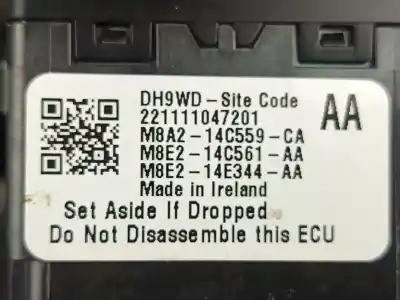 DH9WD-Site Code
221111047201
AA
M8A2-14C559-CA
M8E2-14C561-AA
M8E2-14E344-AA
Made in Ireland
Set Aside If Dropped
Do Not Disassemble this ECU